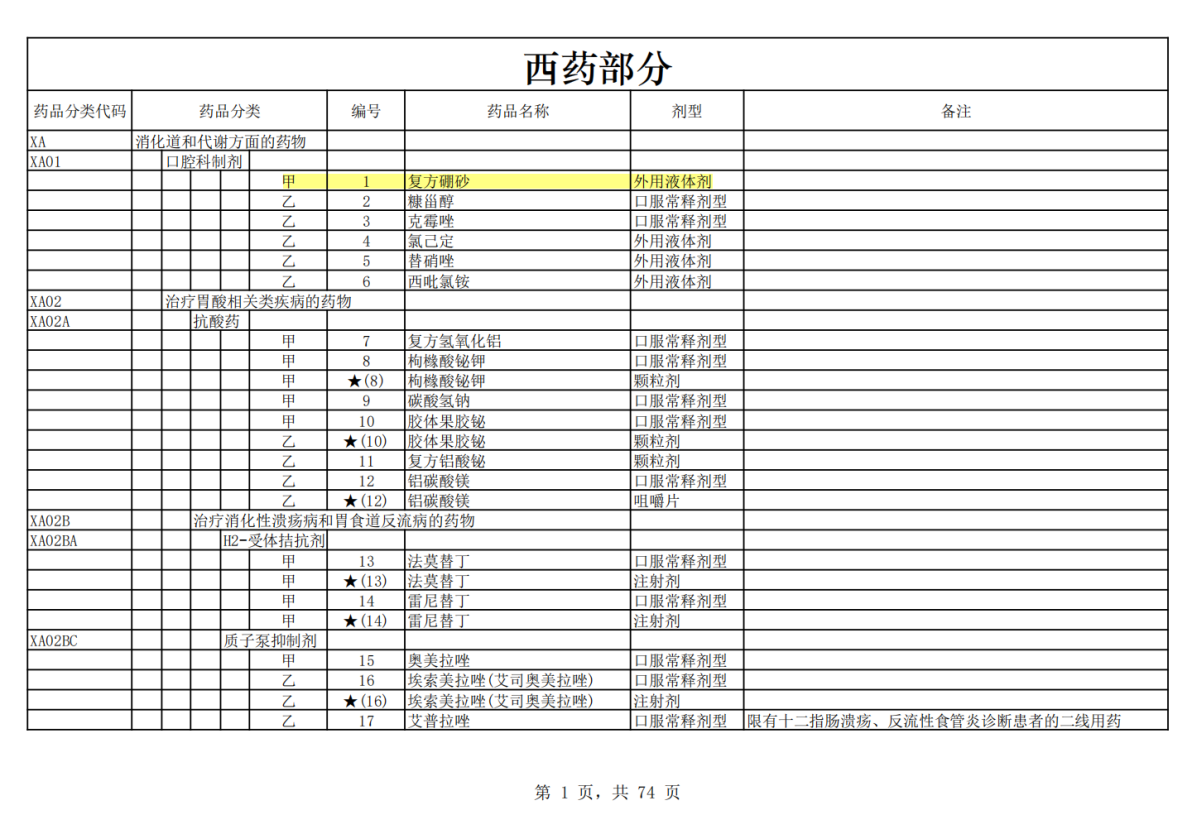 西药部分
药品分类代码 药品分类 编号 药品名称 剂型 备注
XA 消化道和代谢方面的药物
XA01 口腔科制剂
甲 1 复方硼砂 外用液体剂
乙 2 糠甾醇 口服常释剂型
乙 3 克霉唑 口服常释剂型
乙 4 氯己定 外用液体剂
乙 5 替硝唑 外用液体剂
乙 6 西吡氯铵 外用液体剂
XA02 治疗胃酸相关类疾病的药物
XA02A 抗酸药
甲 7 复方氢氧化铝 口服常释剂型
甲 8 枸橼酸铋钾 口服常释剂型
甲 ★(8) 枸橼酸铋钾 颗粒剂
甲 9 碳酸氢钠 口服常释剂型
甲 10 胶体果胶铋 口服常释剂型
乙 ★(10) 胶体果胶铋 颗粒剂
乙 11 复方铝酸铋 颗粒剂
乙 12 铝碳酸镁 口服常释剂型
乙 ★(12) 铝碳酸镁 咀嚼片
XA02B 治疗消化性溃疡病和胃食道反流病的药物
XA02BA H2-受体拮抗剂
甲 13 法莫替丁 口服常释剂型
甲 ★(13) 法莫替丁 注射剂
甲 14 雷尼替丁 口服常释剂型
甲 ★(14) 雷尼替丁 注射剂
XA02BC 质子泵抑制剂
甲 15 奥美拉唑 口服常释剂型
乙 16 埃索美拉唑(艾司奥美拉唑) 口服常释剂型
乙 ★(16) 埃索美拉唑(艾司奥美拉唑) 注射剂
乙 17 艾普拉唑 口服常释剂型 限有十二指肠溃疡、反流性食管炎诊断患者的二线用药
第 1 页，共 74 页